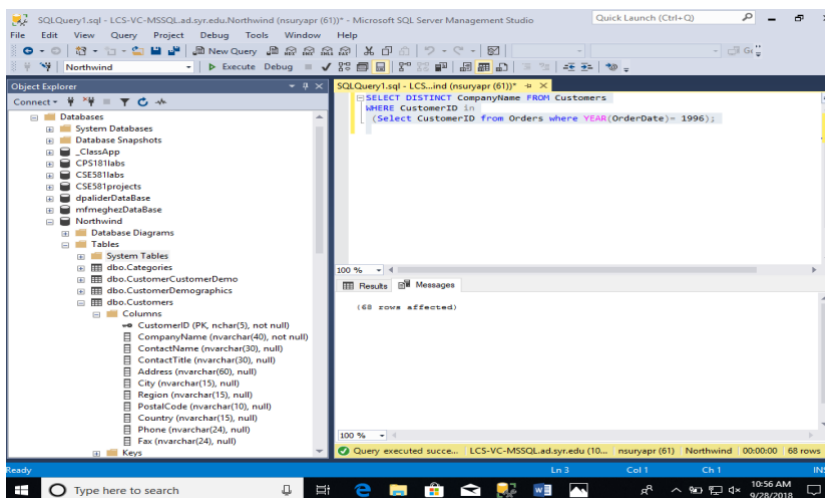 SQLQuery1.sql - LCS-VC-MSSQL.ad.syr.edu.Northwind (nsuryapr (61))* - Microsoft SQL Server Management Studio
Quick Launch (Ctrl+Q)
File Edit View Query Project Debug Tools Window Help
New Query
Northwind
Execute Debug
Object Explorer
SQLQuery1.sql - LCS...ind (nsuryapr (61))*
Connect
Databases
System Databases
Database Snapshots
_ClassApp
CPS181labs
CSE581labs
CSE581projects
dpaliderDataBase
mfmeghezDataBase
Northwind
Database Diagrams
Tables
System Tables
dbo.Categories
dbo.CustomerCustomerDemo
dbo.CustomerDemographics
dbo.Customers
Columns
CustomerID (PK, nchar(5), not null)
CompanyName (nvarchar(40), not null)
ContactName (nvarchar(30), null)
ContactTitle (nvarchar(30), null)
Address (nvarchar(60), null)
City (nvarchar(15), null)
Region (nvarchar(15), null)
PostalCode (nvarchar(10), null)
Country (nvarchar(15), null)
Phone (nvarchar(24), null)
Fax (nvarchar(24), null)
Keys
SELECT DISTINCT CompanyName FROM Customers
WHERE CustomerID in
(Select CustomerID from Orders where YEAR(OrderDate)= 1996);
100 %
Results Messages
(68 rows affected)
100 %
Query executed succe... LCS-VC-MSSQL.ad.syr.edu (10... nsuryapr (61) Northwind 00:00:00 68 rows
Ready Ln 3 Col 1 Ch 1 INS
Type here to search
10:56 AM
9/28/2018